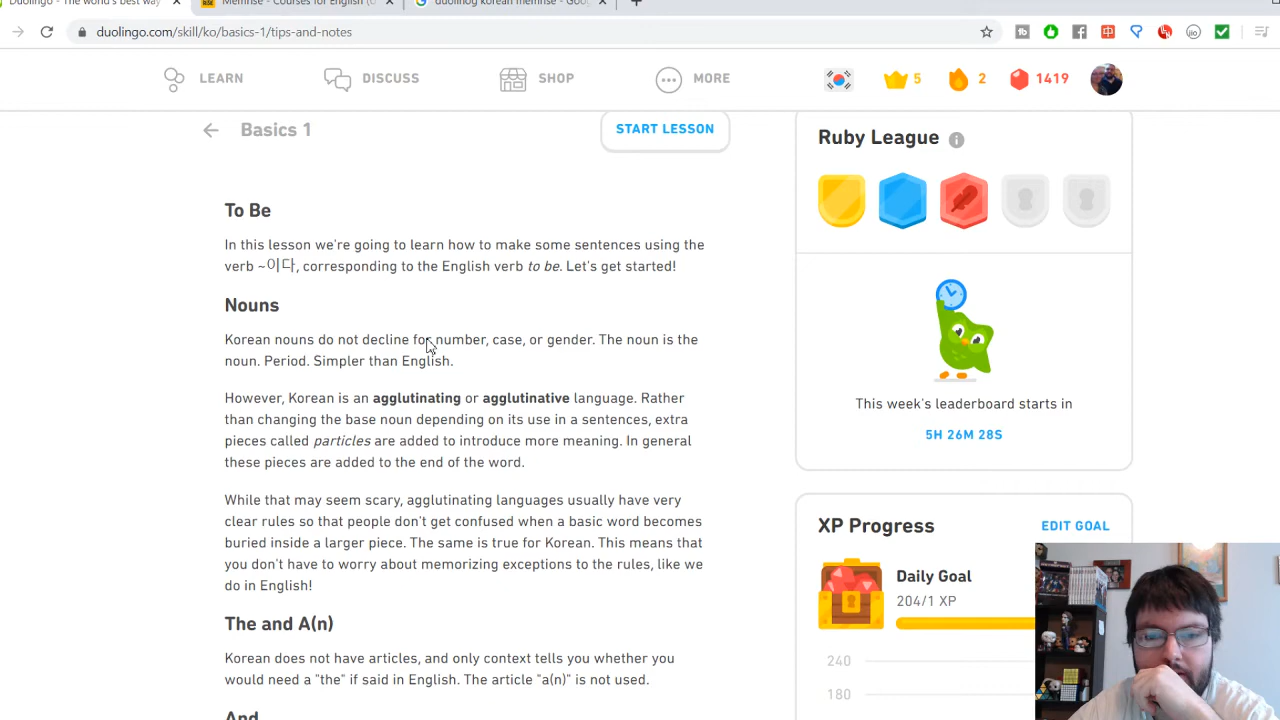 Duolingo - The world's best way
Memrise - Courses for English (
duolinog korean memrise - Goo
duolingo.com/skill/ko/basics-1/tips-and-notes
LEARN
DISCUSS
SHOP
MORE
5
2
1419
Basics 1
START LESSON
To Be
In this lesson we're going to learn how to make some sentences using the
verb ~이다, corresponding to the English verb to be. Let's get started!
Nouns
Korean nouns do not decline for number, case, or gender. The noun is the
noun. Period. Simpler than English.
However, Korean is an agglutinating or agglutinative language. Rather
than changing the base noun depending on its use in a sentences, extra
pieces called particles are added to introduce more meaning. In general
these pieces are added to the end of the word.
While that may seem scary, agglutinating languages usually have very
clear rules so that people don't get confused when a basic word becomes
buried inside a larger piece. The same is true for Korean. This means that
you don't have to worry about memorizing exceptions to the rules, like we
do in English!
The and A(n)
Korean does not have articles, and only context tells you whether you
would need a "the" if said in English. The article "a(n)" is not used.
And
Ruby League
This week's leaderboard starts in
5H 26M 28S
XP Progress
EDIT GOAL
Daily Goal
204/1 XP
240
180